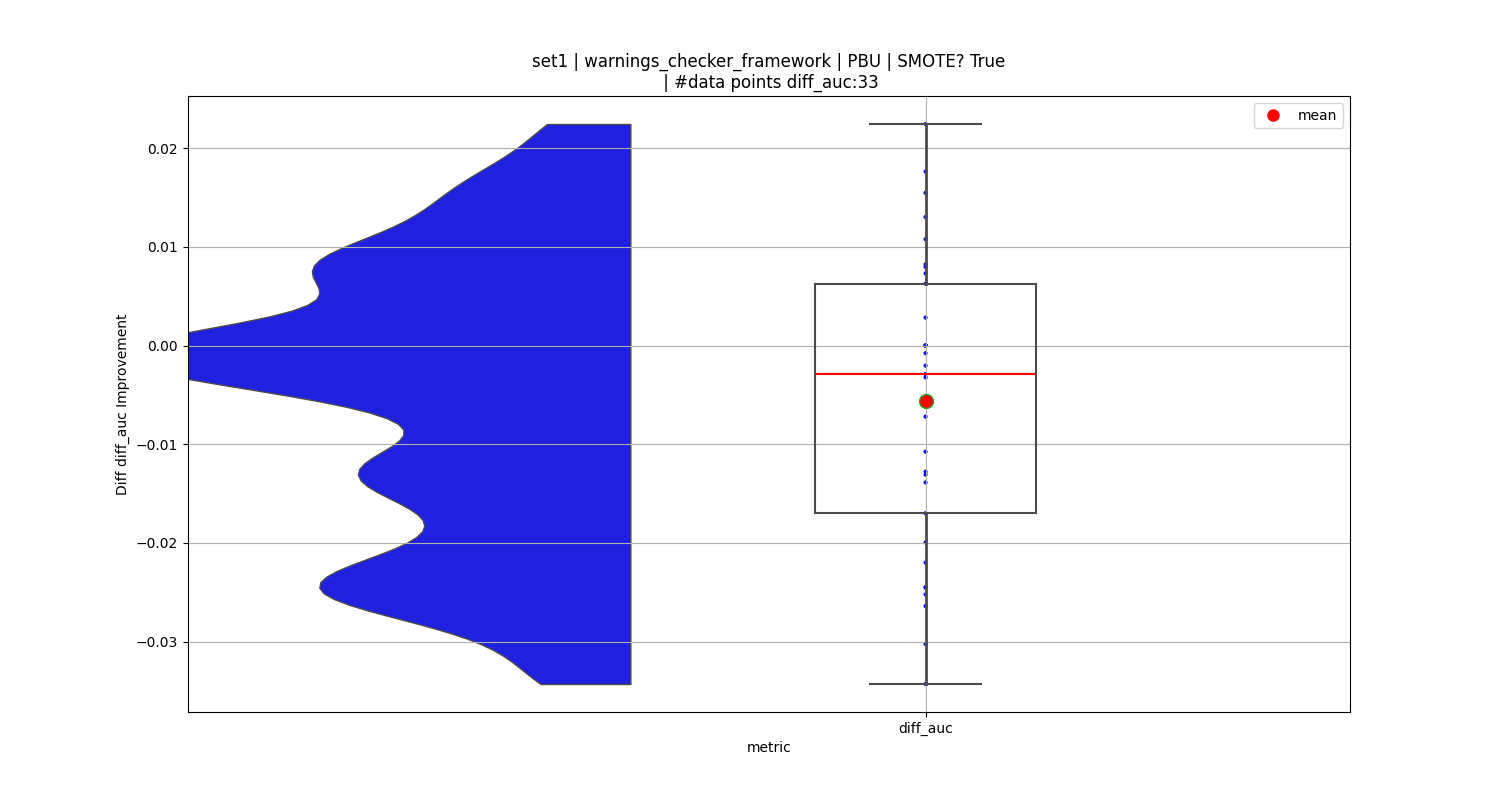 set1 | warnings_checker_framework | PBU | SMOTE? True
| #data points diff_auc:33
mean
0.02
0.01
0.00
−0.01
−0.02
−0.03
Diff diff_auc Improvement
diff_auc
metric